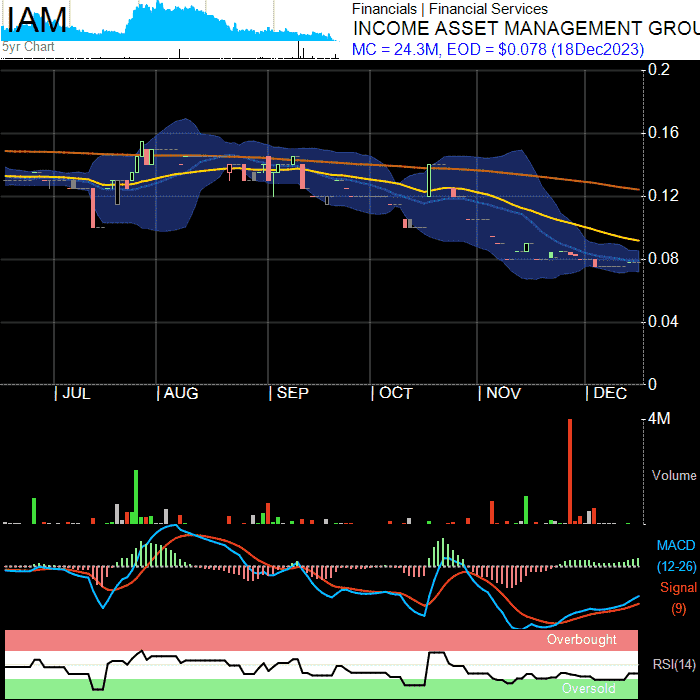 IAM
5yr Chart
Financials | Financial Services
INCOME ASSET MANAGEMENT GROU
MC = 24.3M, EOD = $0.078 (18Dec2023)
0.2
0.16
0.12
0.08
0.04
0
| JUL | AUG | SEP | OCT | NOV | DEC
4M
Volume
MACD
(12-26)
Signal
(9)
Overbought
RSI(14)
Oversold